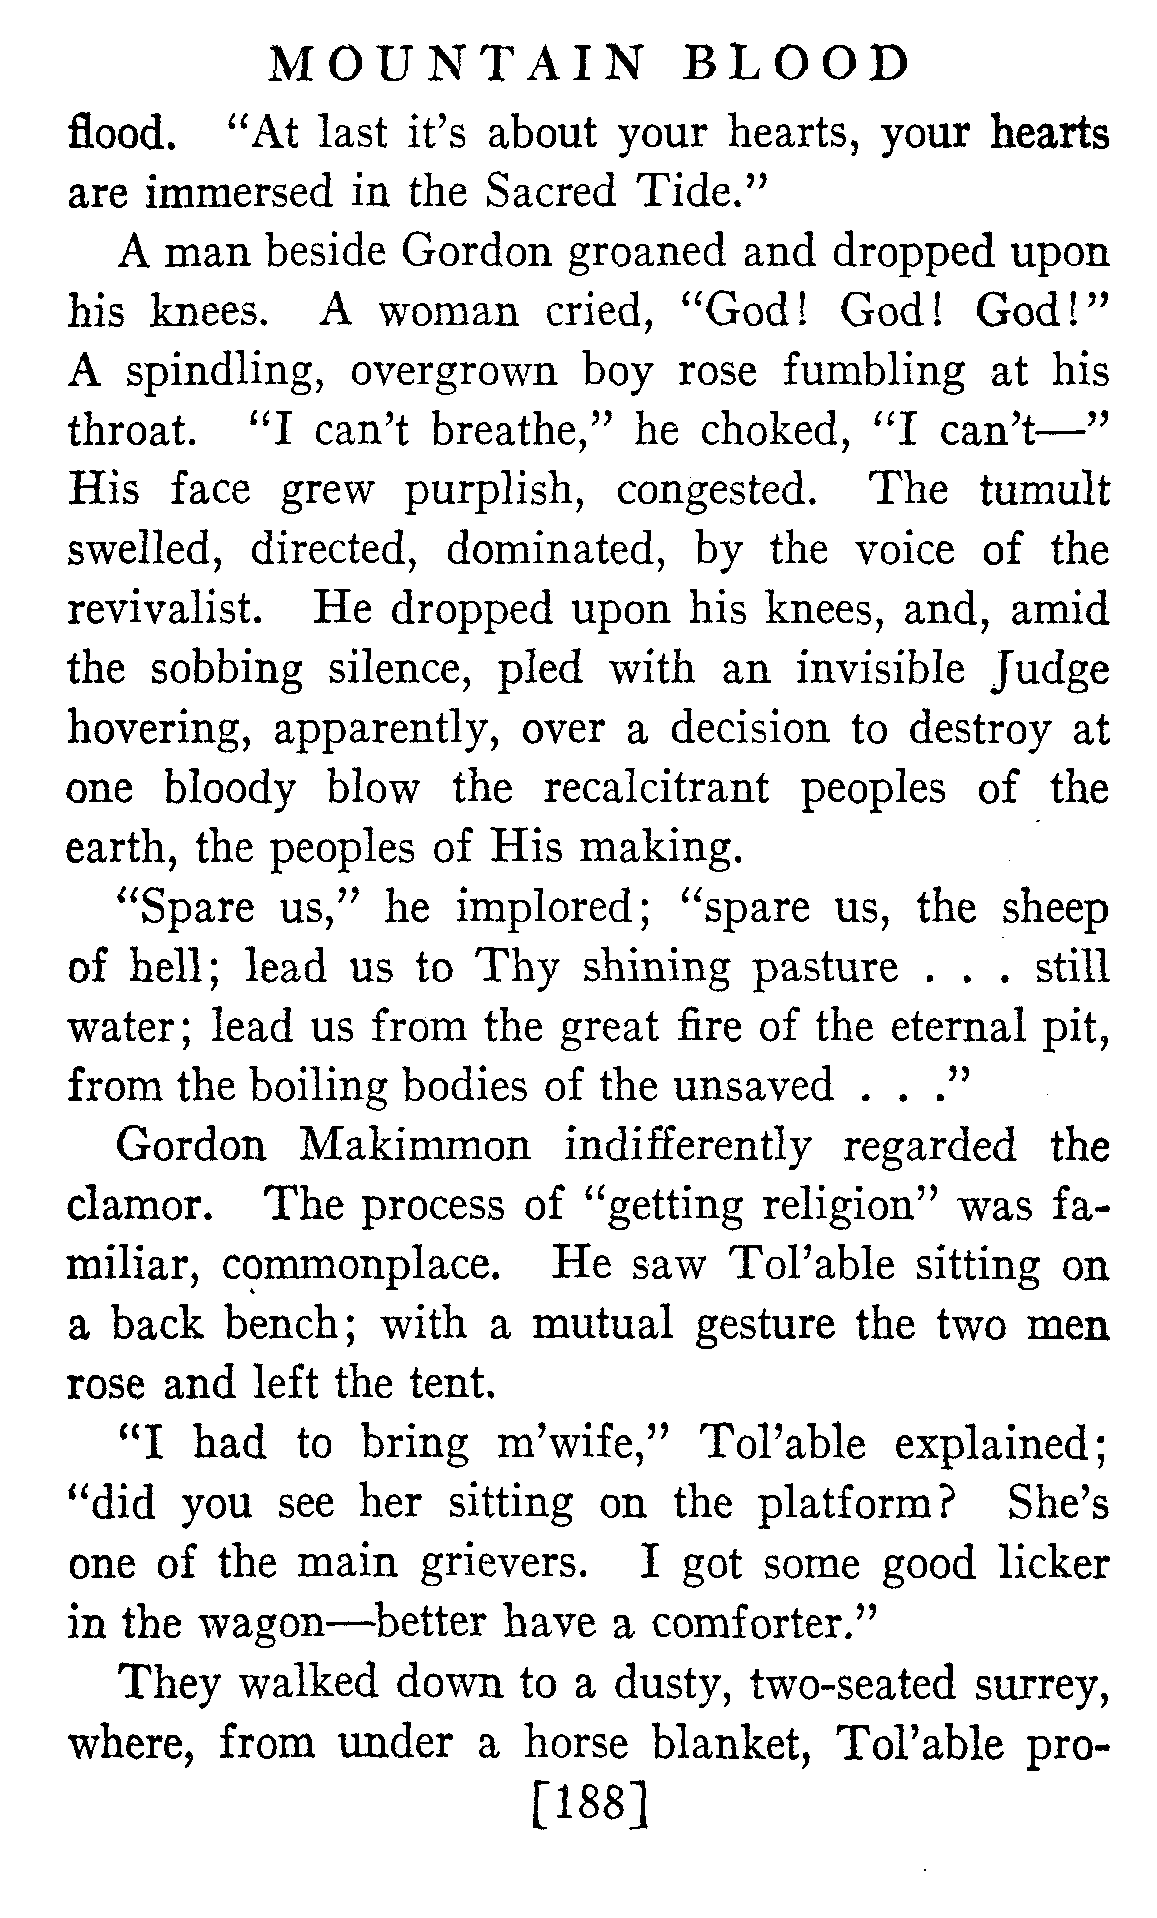 MOUNTAIN BLOOD
flood. “At last it’s about your hearts, your hearts
are immersed in the Sacred Tide.”
A man beside Gordon groaned and dropped upon
his knees. A woman cried, “God! God! God!”
A spindling, overgrown boy rose fumbling at his
throat. “I can’t breathe,” he choked, “I can’t—”
His face grew purplish, congested. The tumult
swelled, directed, dominated, by the voice of the
revivalist. He dropped upon his knees, and, amid
the sobbing silence, pled with an invisible Judge
hovering, apparently, over a decision to destroy at
one bloody blow the recalcitrant peoples of the
earth, the peoples of His making.
“Spare us,” he implored; “spare us, the sheep
of hell; lead us to Thy shining pasture . . . still
water; lead us from the great fire of the eternal pit,
from the boiling bodies of the unsaved . . .”
Gordon Makimmon indifferently regarded the
clamor. The process of “getting religion” was fa-
miliar, commonplace. He saw Tol’able sitting on
a back bench; with a mutual gesture the two men
rose and left the tent.
“I had to bring m’wife,” Tol’able explained;
“did you see her sitting on the platform? She’s
one of the main grievers. I got some good licker
in the wagon—better have a comforter.”
They walked down to a dusty, two-seated surrey,
where, from under a horse blanket, Tol’able pro-
[188]